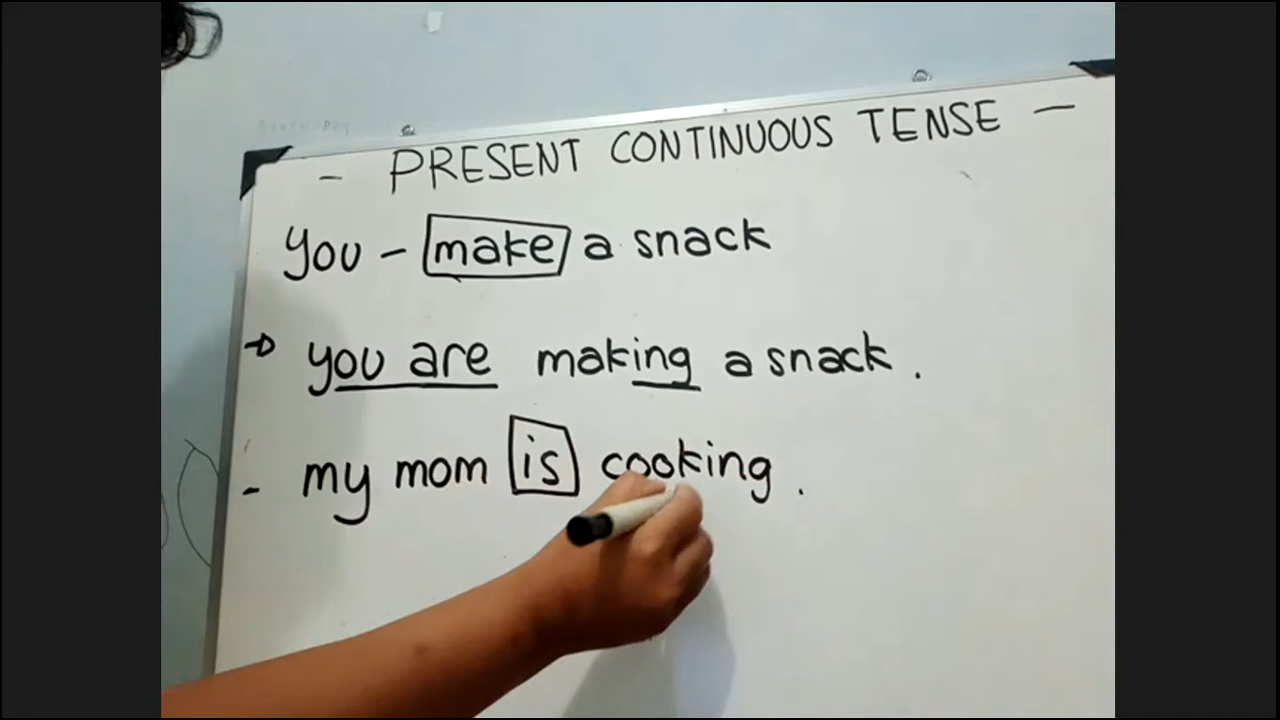 - PRESENT CONTINUOUS TENSE -
you - make a snack
→ you are making a snack.
- my mom is cooking.